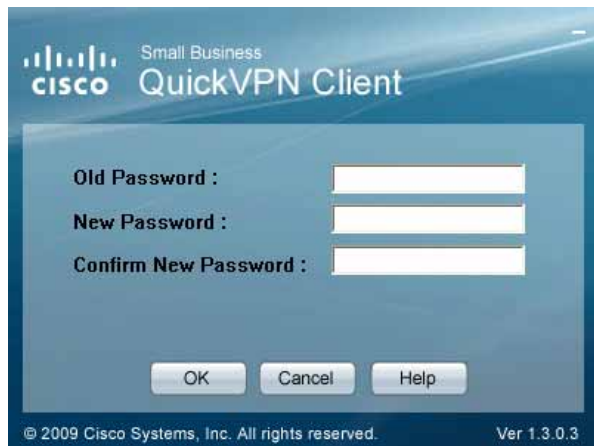 Small Business
CISCO QuickVPN Client
Old Password :
New Password :
Confirm New Password :
OK Cancel Help
© 2009 Cisco Systems, Inc. All rights reserved. Ver 1.3.0.3